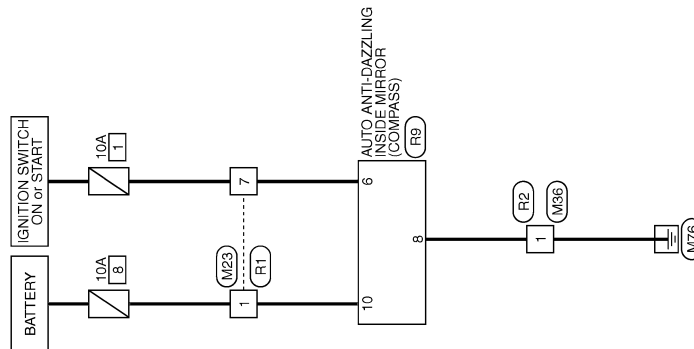 IGNITION SWITCH
ON or START
BATTERY
10A
1
10A
8
7
M23
1
R1
AUTO ANTI-DAZZLING
INSIDE MIRROR
(COMPASS)
R9
6
10
8
R2
1
M36
M76